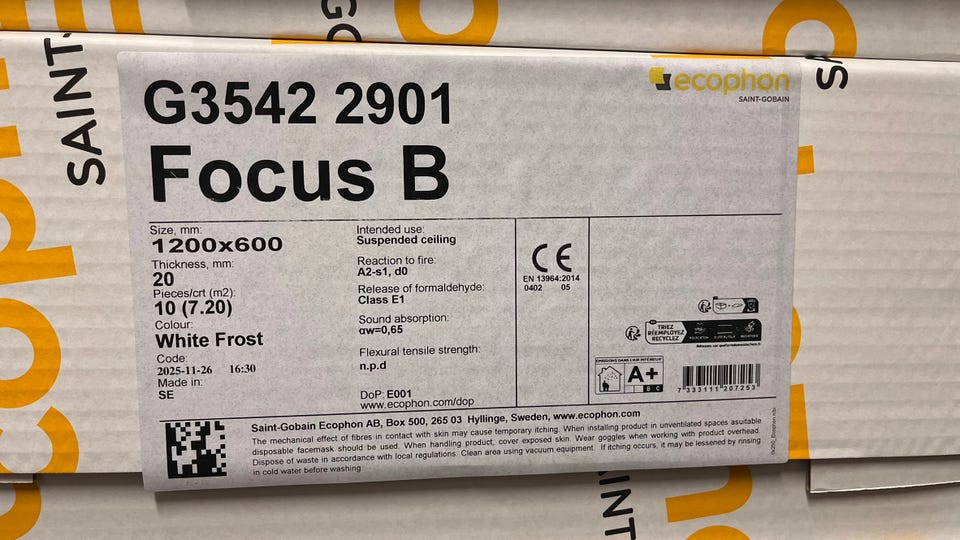 SAINT-
G
S
ecophon
SAINT-GOBAIN
G3542 2901
Focus B
Size, mm:
1200x600
Thickness, mm:
20
Pieces/crt (m2):
10 (7.20)
Colour:
White Frost
Code:
2025-11-26 16:30
Made in:
SE
Intended use:
Suspended ceiling
Reaction to fire:
A2-s1, d0
Release of formaldehyde:
Class E1
Sound absorption:
αw=0,65
Flexural tensile strength:
n.p.d
DoP: E001
www.ecophon.com/dop
CE
EN 13964:2014
0402 05
TRIEZ
RÉEMPLOYEZ
RECYCLEZ
ÉMISSIONS DANS L'AIR INTÉRIEUR
A+
B C
7 333111 207253
Saint-Gobain Ecophon AB, Box 500, 265 03 Hyllinge, Sweden, www.ecophon.com
The mechanical effect of fibres in contact with skin may cause temporary itching. When installing product in unventilated spaces asuitable
disposable facemask should be used. When handling product, cover exposed skin. Wear goggles when working with product overhead.
Dispose of waste in accordance with local regulations. Clean area using vacuum equipment. If itching occurs, it may be lessened by rinsing
in cold water before washing
INT